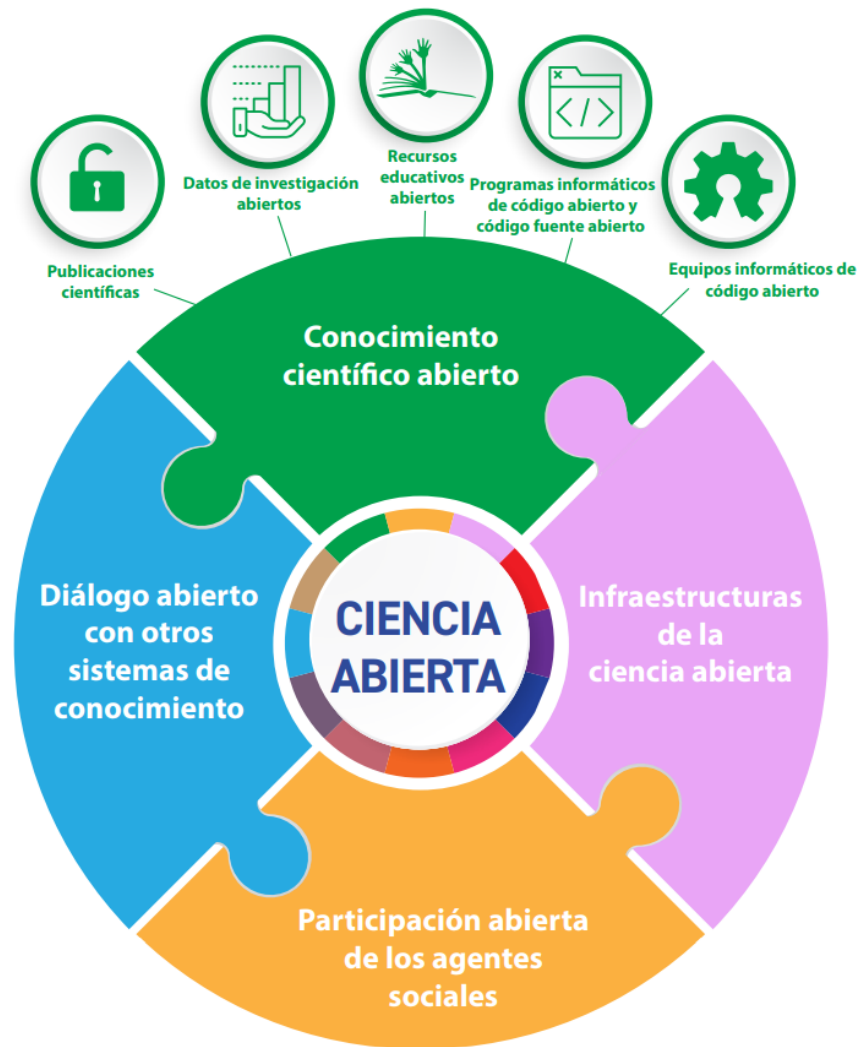 Publicaciones
científicas
Datos de investigación
abiertos
Recursos
educativos
abiertos
Programas informáticos
de código abierto y
código fuente abierto
Equipos informáticos de
código abierto
Conocimiento
científico abierto
Diálogo abierto
con otros
sistemas de
conocimiento
CIENCIA
ABIERTA
Infraestructuras
de la
ciencia abierta
Participación abierta
de los agentes
sociales